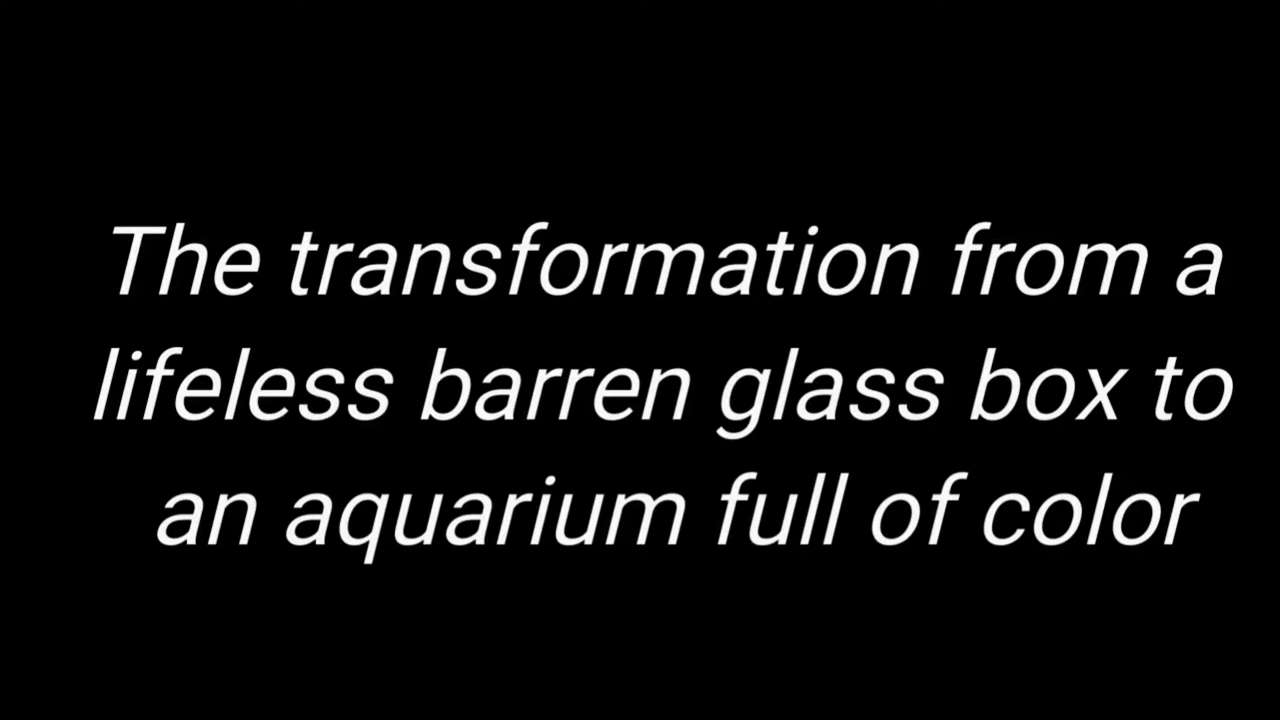 The transformation from a
lifeless barren glass box to
an aquarium full of color